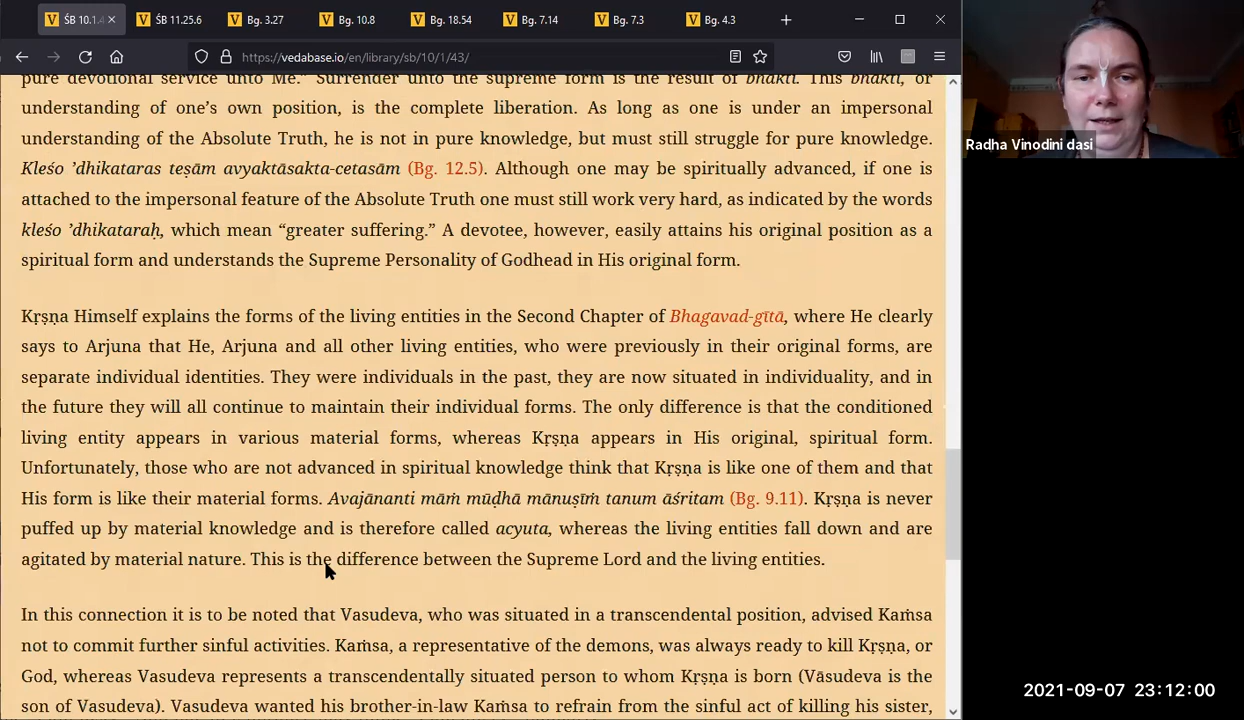 ŚB 10.1.4
ŚB 11.25.6
Bg. 3.27
Bg. 10.8
Bg. 18.54
Bg. 7.14
Bg. 7.3
Bg. 4.3
https://vedabase.io/en/library/sb/10/1/43/
pure devotional service unto Me.” Surrender unto the supreme form is the result of bhakti. This bhakti, or
understanding of one’s own position, is the complete liberation. As long as one is under an impersonal
understanding of the Absolute Truth, he is not in pure knowledge, but must still struggle for pure knowledge.
Kleśo ’dhikataras teṣām avyaktāsakta-cetasām (Bg. 12.5). Although one may be spiritually advanced, if one is
attached to the impersonal feature of the Absolute Truth one must still work very hard, as indicated by the words
kleśo ’dhikataraḥ, which mean “greater suffering.” A devotee, however, easily attains his original position as a
spiritual form and understands the Supreme Personality of Godhead in His original form.
Kṛṣṇa Himself explains the forms of the living entities in the Second Chapter of Bhagavad-gītā, where He clearly
says to Arjuna that He, Arjuna and all other living entities, who were previously in their original forms, are
separate individual identities. They were individuals in the past, they are now situated in individuality, and in
the future they will all continue to maintain their individual forms. The only difference is that the conditioned
living entity appears in various material forms, whereas Kṛṣṇa appears in His original, spiritual form.
Unfortunately, those who are not advanced in spiritual knowledge think that Kṛṣṇa is like one of them and that
His form is like their material forms. Avajānanti māṁ mūḍhā mānuṣīṁ tanum āśritam (Bg. 9.11). Kṛṣṇa is never
puffed up by material knowledge and is therefore called acyuta, whereas the living entities fall down and are
agitated by material nature. This is the difference between the Supreme Lord and the living entities.
In this connection it is to be noted that Vasudeva, who was situated in a transcendental position, advised Kaṁsa
not to commit further sinful activities. Kaṁsa, a representative of the demons, was always ready to kill Kṛṣṇa, or
God, whereas Vasudeva represents a transcendentally situated person to whom Kṛṣṇa is born (Vāsudeva is the
son of Vasudeva). Vasudeva wanted his brother-in-law Kaṁsa to refrain from the sinful act of killing his sister,
Radha Vinodini dasi
2021-09-07 23:12:00